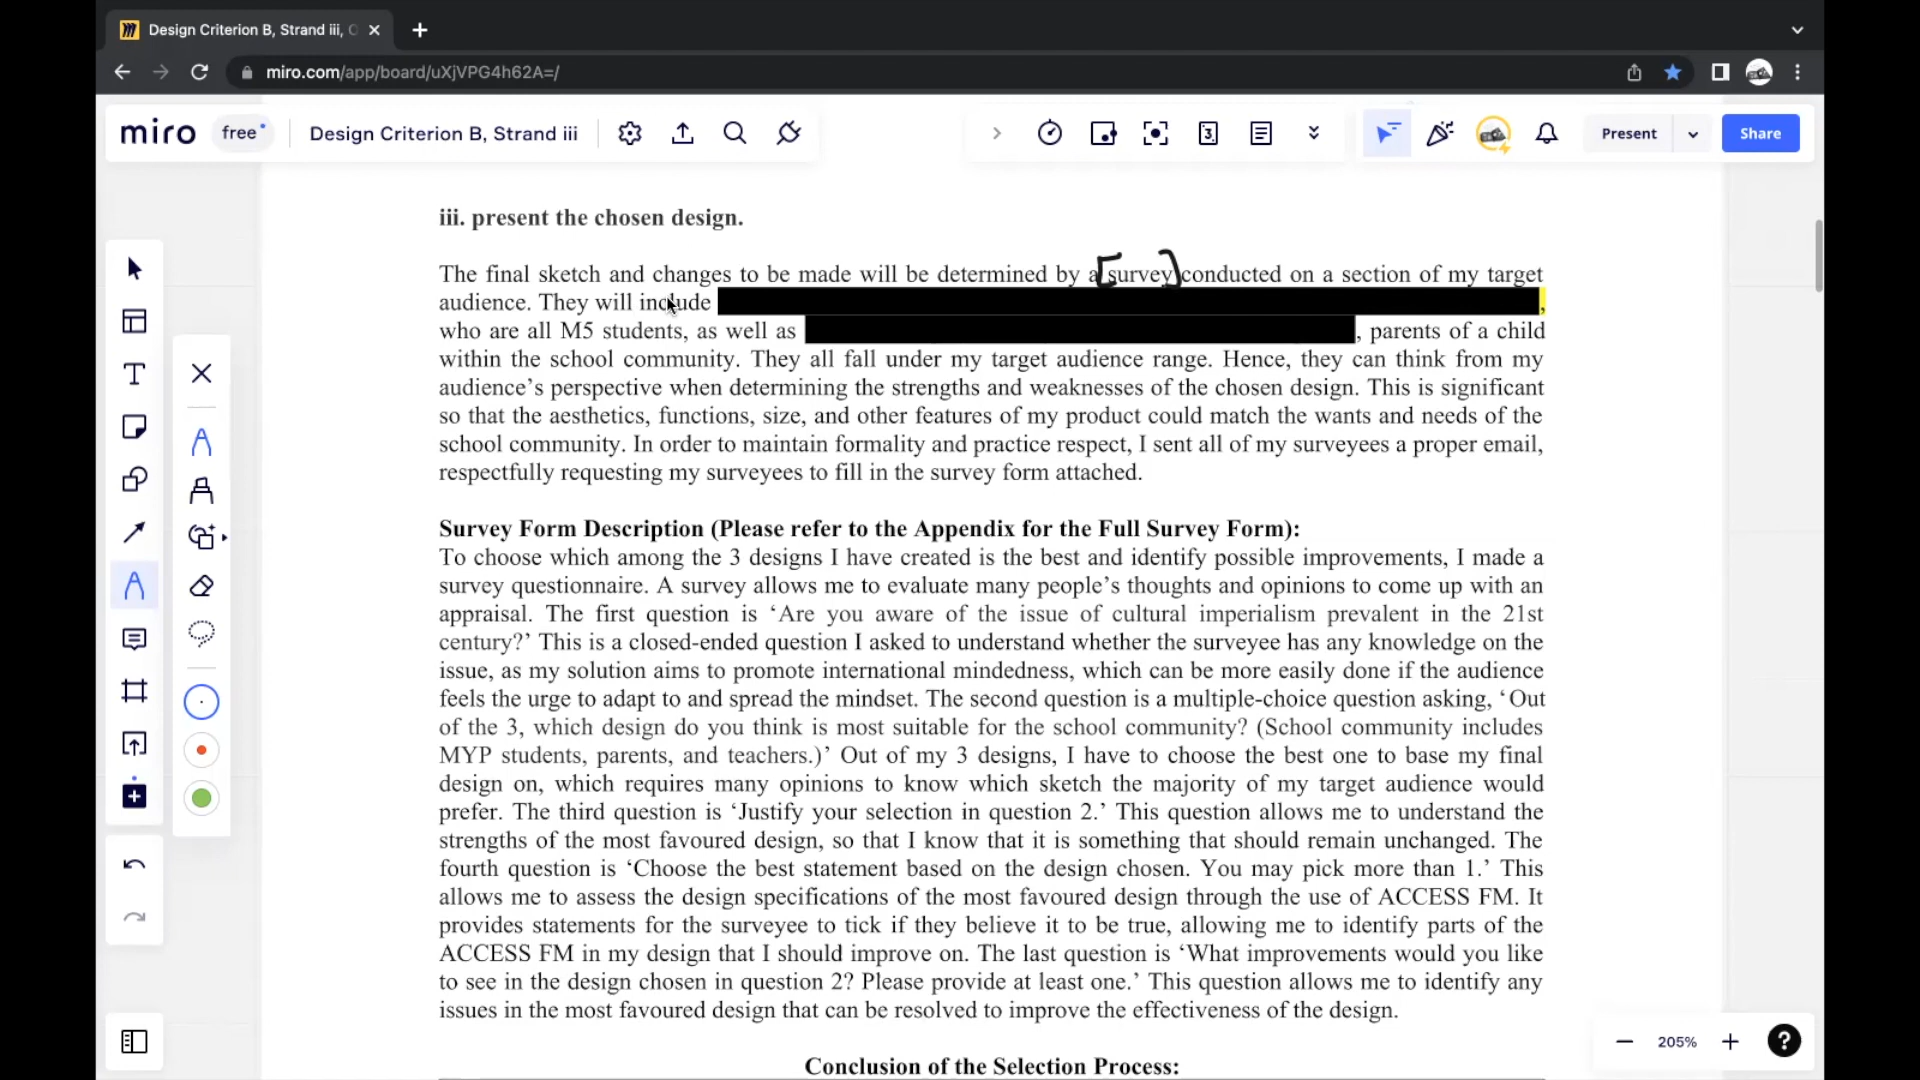 Design Criterion B, Strand iii, C
miro.com/app/board/uXjVPG4h62A=/
miro free Design Criterion B, Strand iii 3 Present Share
iii. present the chosen design.
The final sketch and changes to be made will be determined by a [survey] conducted on a section of my target
audience. They will include ,
who are all M5 students, as well as , parents of a child
within the school community. They all fall under my target audience range. Hence, they can think from my
audience’s perspective when determining the strengths and weaknesses of the chosen design. This is significant
so that the aesthetics, functions, size, and other features of my product could match the wants and needs of the
school community. In order to maintain formality and practice respect, I sent all of my surveyees a proper email,
respectfully requesting my surveyees to fill in the survey form attached.
Survey Form Description (Please refer to the Appendix for the Full Survey Form):
To choose which among the 3 designs I have created is the best and identify possible improvements, I made a
survey questionnaire. A survey allows me to evaluate many people’s thoughts and opinions to come up with an
appraisal. The first question is ‘Are you aware of the issue of cultural imperialism prevalent in the 21st
century?’ This is a closed-ended question I asked to understand whether the surveyee has any knowledge on the
issue, as my solution aims to promote international mindedness, which can be more easily done if the audience
feels the urge to adapt to and spread the mindset. The second question is a multiple-choice question asking, ‘Out
of the 3, which design do you think is most suitable for the school community? (School community includes
MYP students, parents, and teachers.)’ Out of my 3 designs, I have to choose the best one to base my final
design on, which requires many opinions to know which sketch the majority of my target audience would
prefer. The third question is ‘Justify your selection in question 2.’ This question allows me to understand the
strengths of the most favoured design, so that I know that it is something that should remain unchanged. The
fourth question is ‘Choose the best statement based on the design chosen. You may pick more than 1.’ This
allows me to assess the design specifications of the most favoured design through the use of ACCESS FM. It
provides statements for the surveyee to tick if they believe it to be true, allowing me to identify parts of the
ACCESS FM in my design that I should improve on. The last question is ‘What improvements would you like
to see in the design chosen in question 2? Please provide at least one.’ This question allows me to identify any
issues in the most favoured design that can be resolved to improve the effectiveness of the design.
205%
Conclusion of the Selection Process: